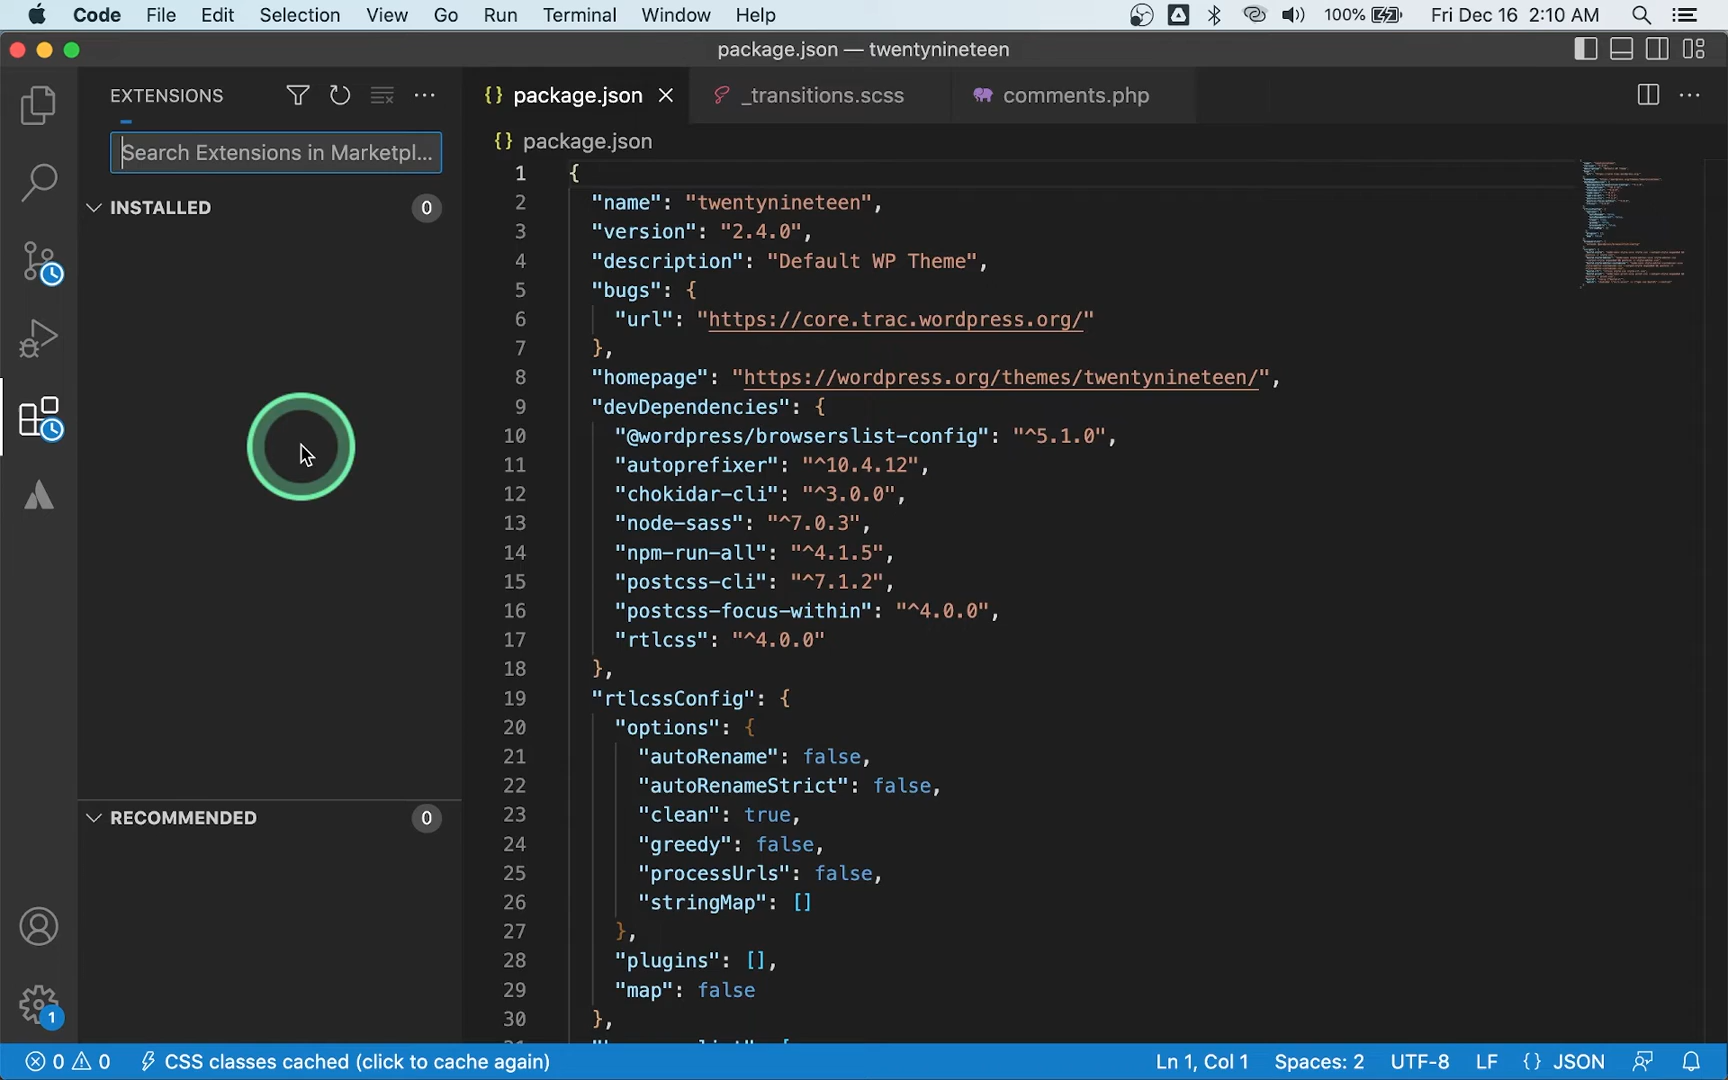 Code File Edit Selection View Go Run Terminal Window Help 100% Fri Dec 16 2:10 AM
package.json — twentynineteen
EXTENSIONS
package.json
_transitions.scss
comments.php
Search Extensions in Marketpl...
INSTALLED 0
RECOMMENDED 0
1
{} package.json
1 {
2 "name": "twentynineteen",
3 "version": "2.4.0",
4 "description": "Default WP Theme",
5 "bugs": {
6 "url": "https://core.trac.wordpress.org/"
7 },
8 "homepage": "https://wordpress.org/themes/twentynineteen/",
9 "devDependencies": {
10 "@wordpress/browserslist-config": "^5.1.0",
11 "autoprefixer": "^10.4.12",
12 "chokidar-cli": "^3.0.0",
13 "node-sass": "^7.0.3",
14 "npm-run-all": "^4.1.5",
15 "postcss-cli": "^7.1.2",
16 "postcss-focus-within": "^4.0.0",
17 "rtlcss": "^4.0.0"
18 },
19 "rtlcssConfig": {
20 "options": {
21 "autoRename": false,
22 "autoRenameStrict": false,
23 "clean": true,
24 "greedy": false,
25 "processUrls": false,
26 "stringMap": []
27 },
28 "plugins": [],
29 "map": false
30 },
0 0 CSS classes cached (click to cache again) Ln 1, Col 1 Spaces: 2 UTF-8 LF {} JSON